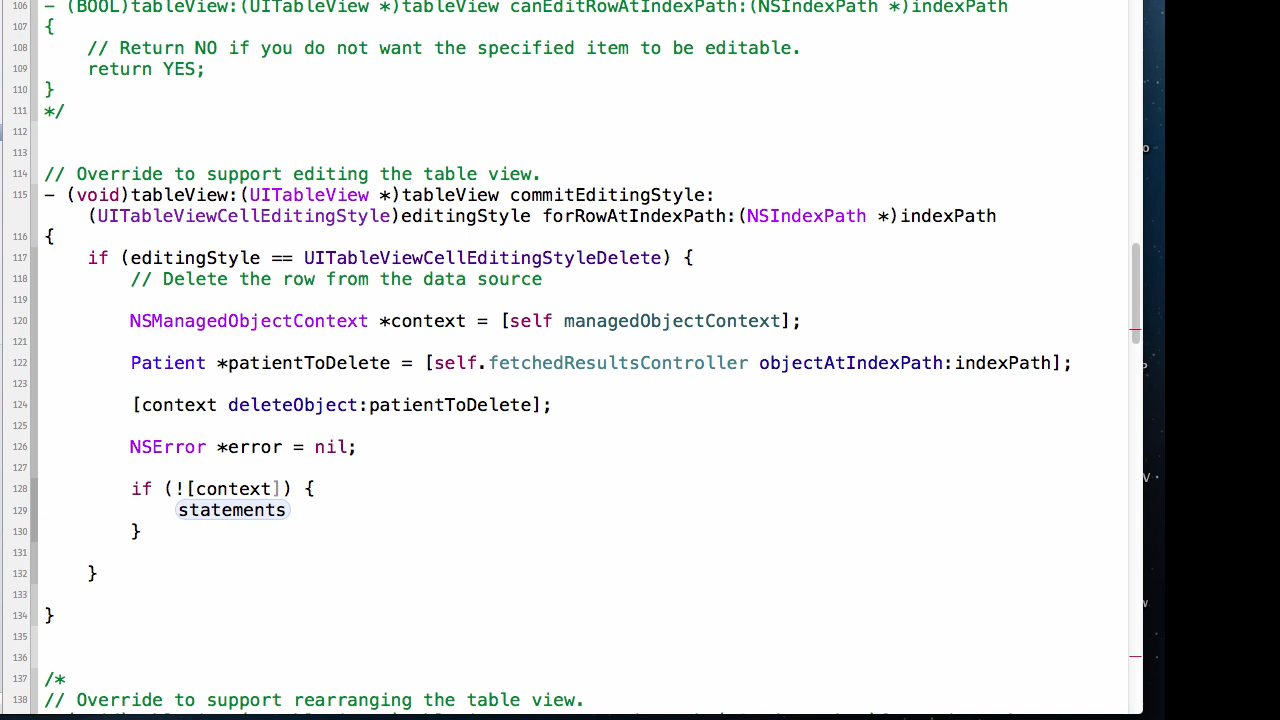 106 - (BOOL)tableView:(UITableView *)tableView canEditRowAtIndexPath:(NSIndexPath *)indexPath
107 {
108 // Return NO if you do not want the specified item to be editable.
109 return YES;
110 }
111 */
112
113
114 // Override to support editing the table view.
115 - (void)tableView:(UITableView *)tableView commitEditingStyle:
(UITableViewCellEditingStyle)editingStyle forRowAtIndexPath:(NSIndexPath *)indexPath
116 {
117 if (editingStyle == UITableViewCellEditingStyleDelete) {
118 // Delete the row from the data source
119
120 NSManagedObjectContext *context = [self managedObjectContext];
121
122 Patient *patientToDelete = [self.fetchedResultsController objectAtIndexPath:indexPath];
123
124 [context deleteObject:patientToDelete];
125
126 NSError *error = nil;
127
128 if (![context]) {
129 statements
130 }
131
132 }
133
134 }
135
136
137 /*
138 // Override to support rearranging the table view.